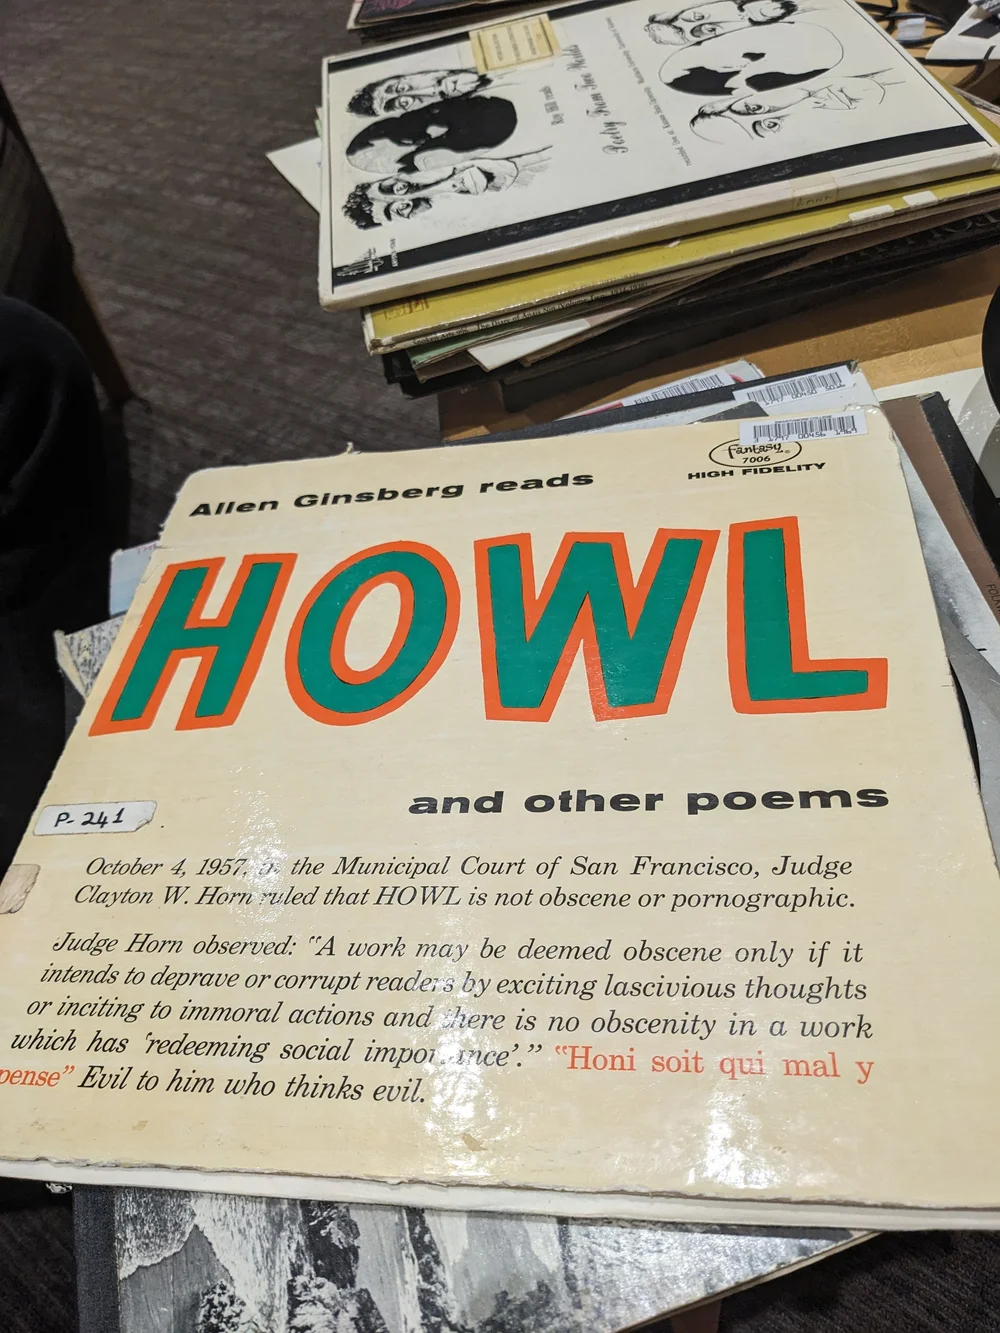 Poetry From Two Worlds
Allen Ginsberg reads
Fantasy
7006
HIGH FIDELITY
HOWL
and other poems
P-241
October 4, 1957, the Municipal Court of San Francisco, Judge
Clayton W. Horn ruled that HOWL is not obscene or pornographic.
Judge Horn observed: "A work may be deemed obscene only if it
intends to deprave or corrupt readers by exciting lascivious thoughts
or inciting to immoral actions and there is no obscenity in a work
which has 'redeeming social importance'." "Honi soit qui mal y
pense" Evil to him who thinks evil.